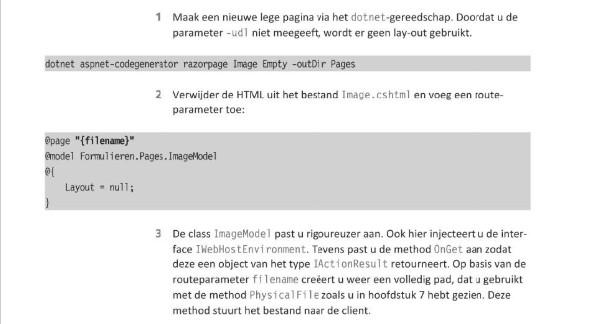 1 Maak een nieuwe lege pagina via het dotnet-gereedschap. Doordat u de
parameter -udl niet meegeeft, wordt er geen lay-out gebruikt.
dotnet aspnet-codegenerator razorpage Image Empty -outDir Pages
2 Verwijder de HTML uit het bestand Image.cshtml en voeg een route-
parameter toe:
@page "{filename}"
@model Formulieren.Pages.ImageModel
@{
Layout = null;
}
3 De class ImageModel past u rigoureuzer aan. Ook hier injecteert u de inter-
face IWebHostEnvironment. Tevens past u de method OnGet aan zodat
deze een object van het type IActionResult retourneert. Op basis van de
routeparameter filename creëert u weer een volledig pad, dat u gebruikt
met de method PhysicalFile zoals u in hoofdstuk 7 hebt gezien. Deze
method stuurt het bestand naar de client.